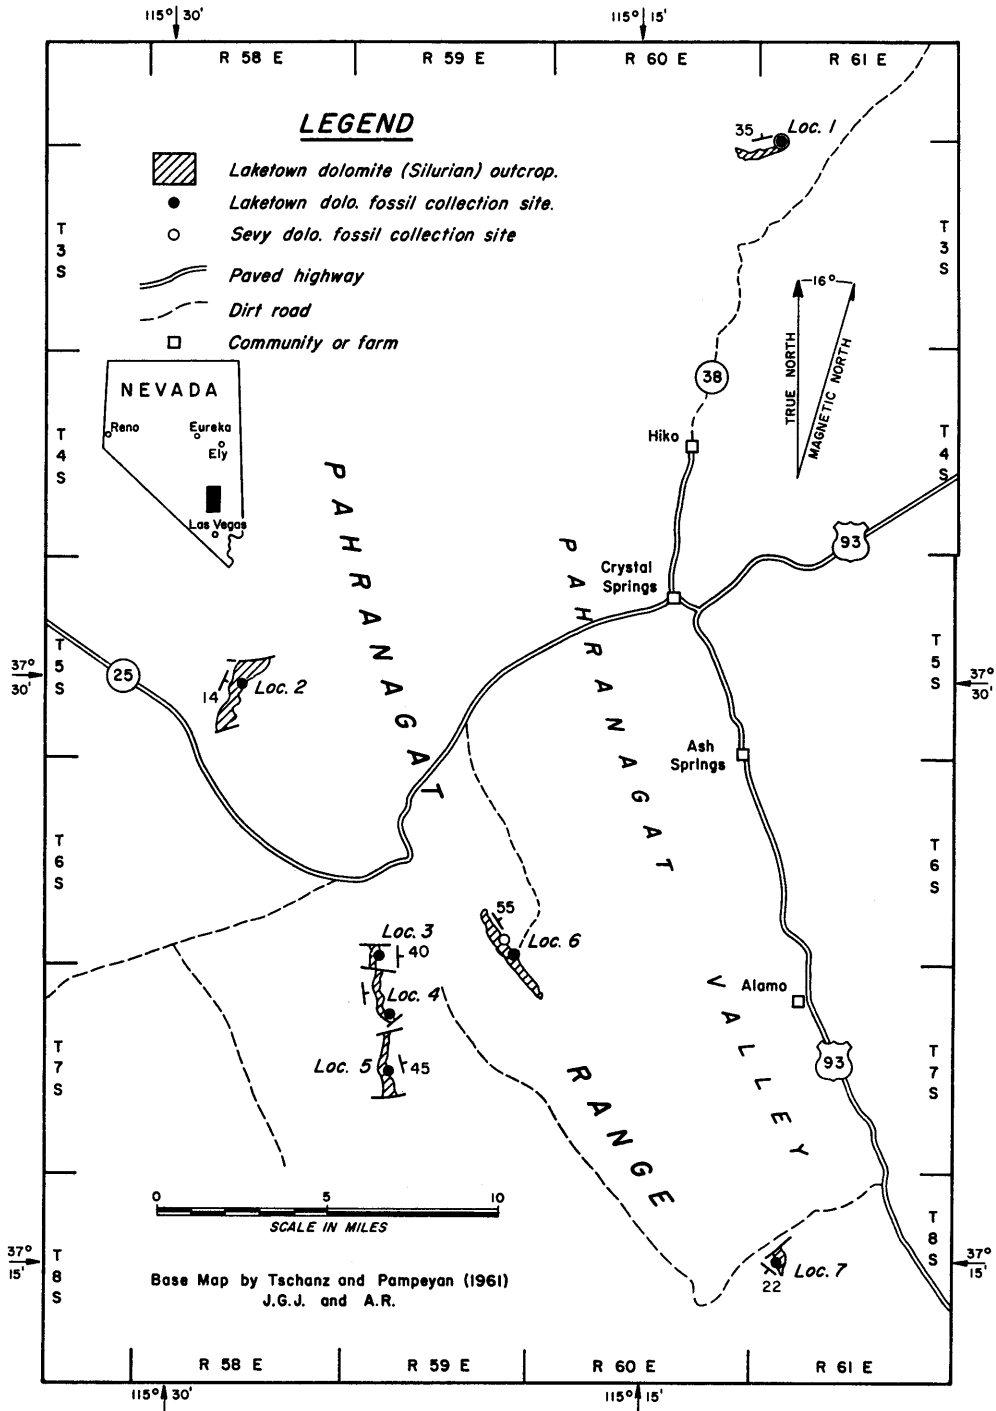 115° 30'
115° 15'
R 58 E
R 59 E
R 60 E
R 61 E
LEGEND
Laketown dolomite (Silurian) outcrop.
Laketown dolo. fossil collection site.
Sevy dolo. fossil collection site
Paved highway
Dirt road
Community or farm
35
Loc. 1
T 3 S
T 3 S
16°
TRUE NORTH
MAGNETIC NORTH
38
NEVADA
Reno
Eureka
Ely
Las Vegas
Hiko
T 4 S
T 4 S
93
Crystal
Springs
PAHRANAGAT
RANGE
PAHRANAGAT
VALLEY
37°
30'
T 5 S
25
14
Loc. 2
T 5 S
37°
30'
Ash
Springs
T 6 S
T 6 S
55
Loc. 6
Loc. 3
40
Loc. 4
Alamo
T 7 S
Loc. 5
45
93
T 7 S
0
5
10
SCALE IN MILES
37°
15'
T 8 S
Base Map by Tschanz and Pampeyan (1961)
J.G.J. and A.R.
22
Loc. 7
T 8 S
37°
15'
R 58 E
R 59 E
R 60 E
R 61 E
115° 30'
115° 15'